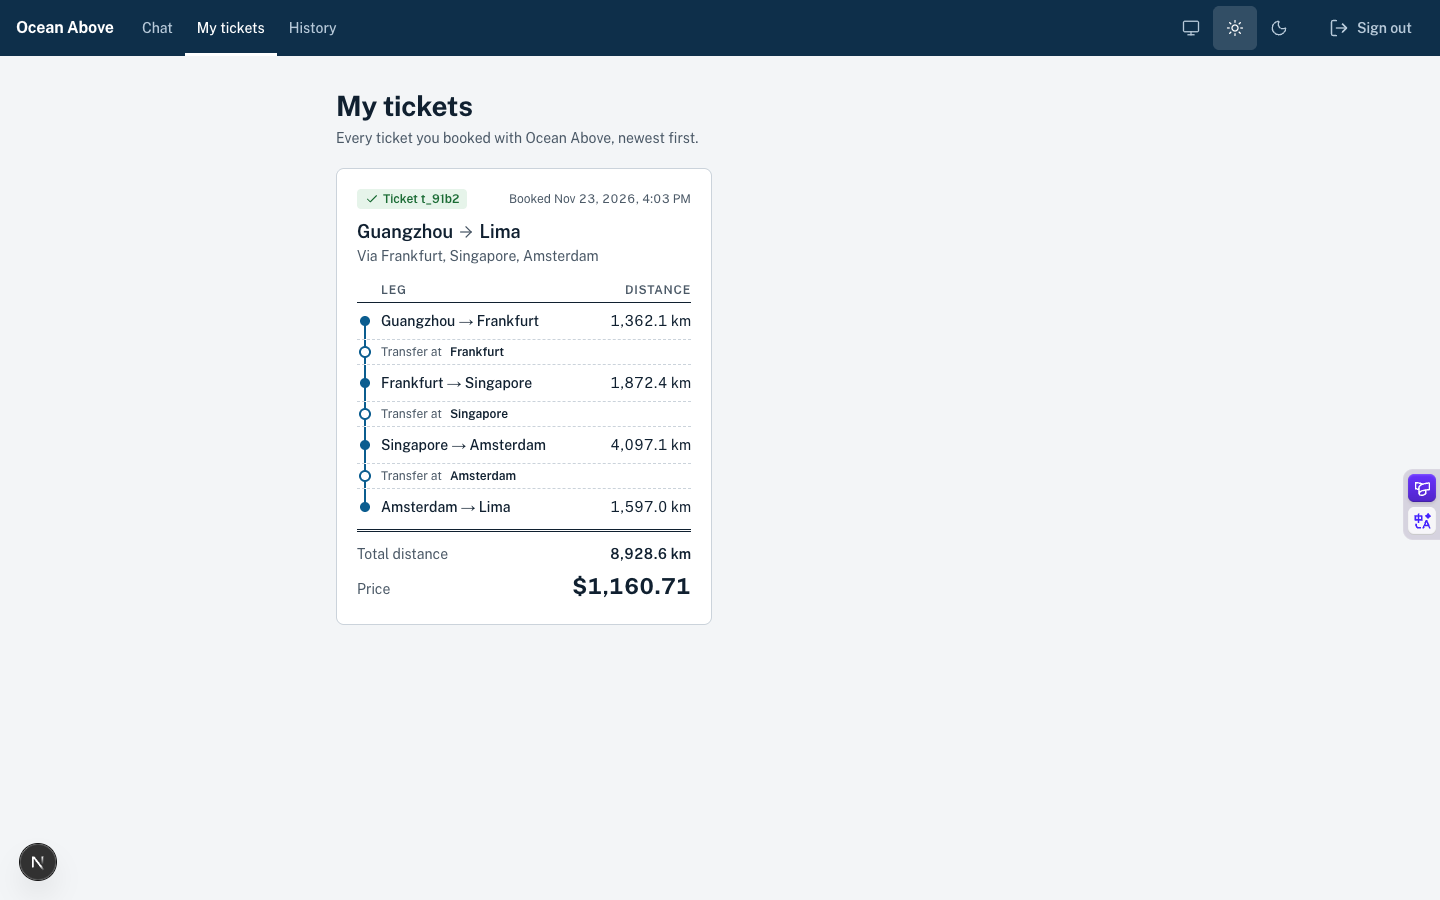 Ocean Above Chat My tickets History Sign out
My tickets
Every ticket you booked with Ocean Above, newest first.
Ticket t_91b2 Booked Nov 23, 2026, 4:03 PM
Guangzhou → Lima
Via Frankfurt, Singapore, Amsterdam
LEG DISTANCE
Guangzhou → Frankfurt 1,362.1 km
Transfer at Frankfurt
Frankfurt → Singapore 1,872.4 km
Transfer at Singapore
Singapore → Amsterdam 4,097.1 km
Transfer at Amsterdam
Amsterdam → Lima 1,597.0 km
Total distance 8,928.6 km
Price $1,160.71
N